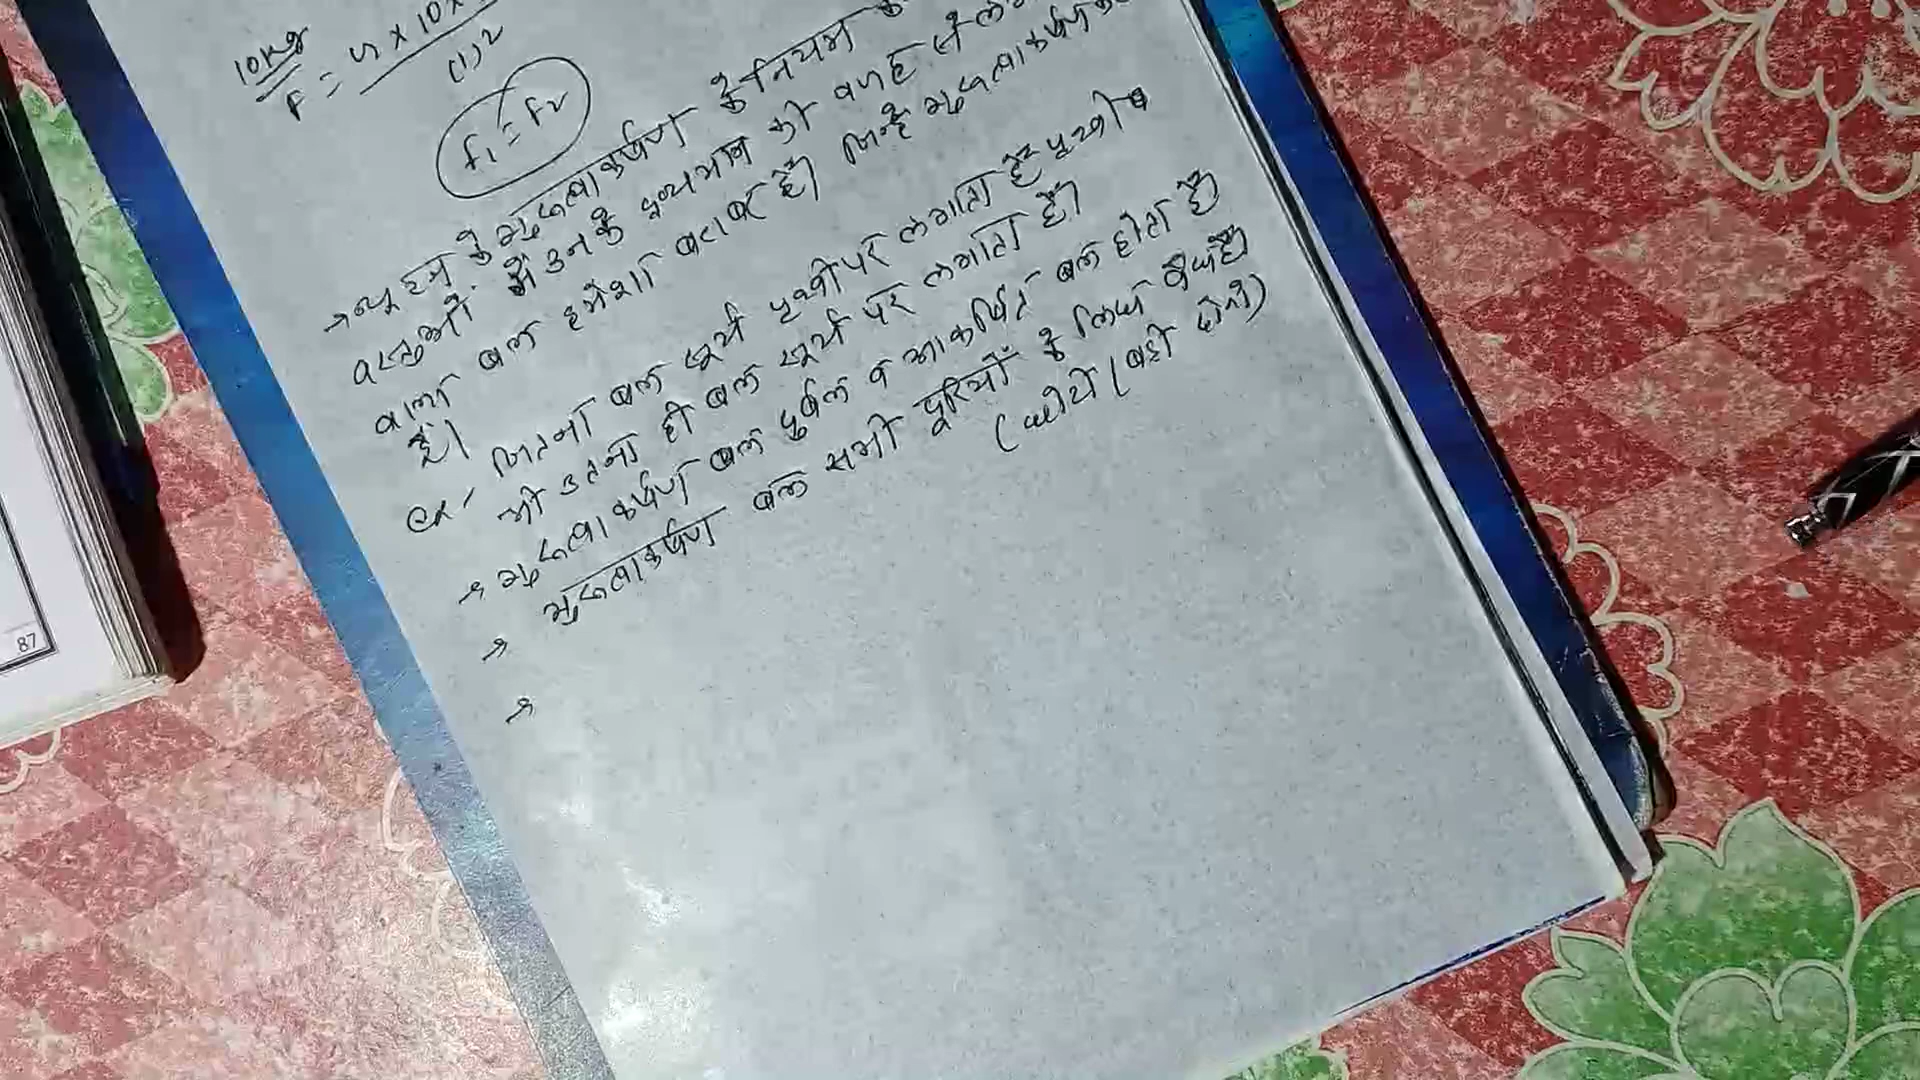 10kg
F = 5 × 10 ×
(1)²
F₁ = F₂
→ न्यूटन के गुरुत्वाकर्षण के नियम के
वस्तुओं में उनके द्रव्यमान की वजह से लगने
वाला बल हमेशा बराबर है। जिन्हें गुरुत्वाकर्षण
हैं।
ex/ जितना बल सूर्य पृथ्वी पर लगाता है पृथ्वी
भी उतना ही बल सूर्य पर लगाता है।
→ गुरुत्वाकर्षण बल दुर्बल व आकर्षित बल होता है
→ गुरुत्वाकर्षण बल सभी दूरियों के लिए वैध है
(छोटी / बड़ी दोनों)
→
87